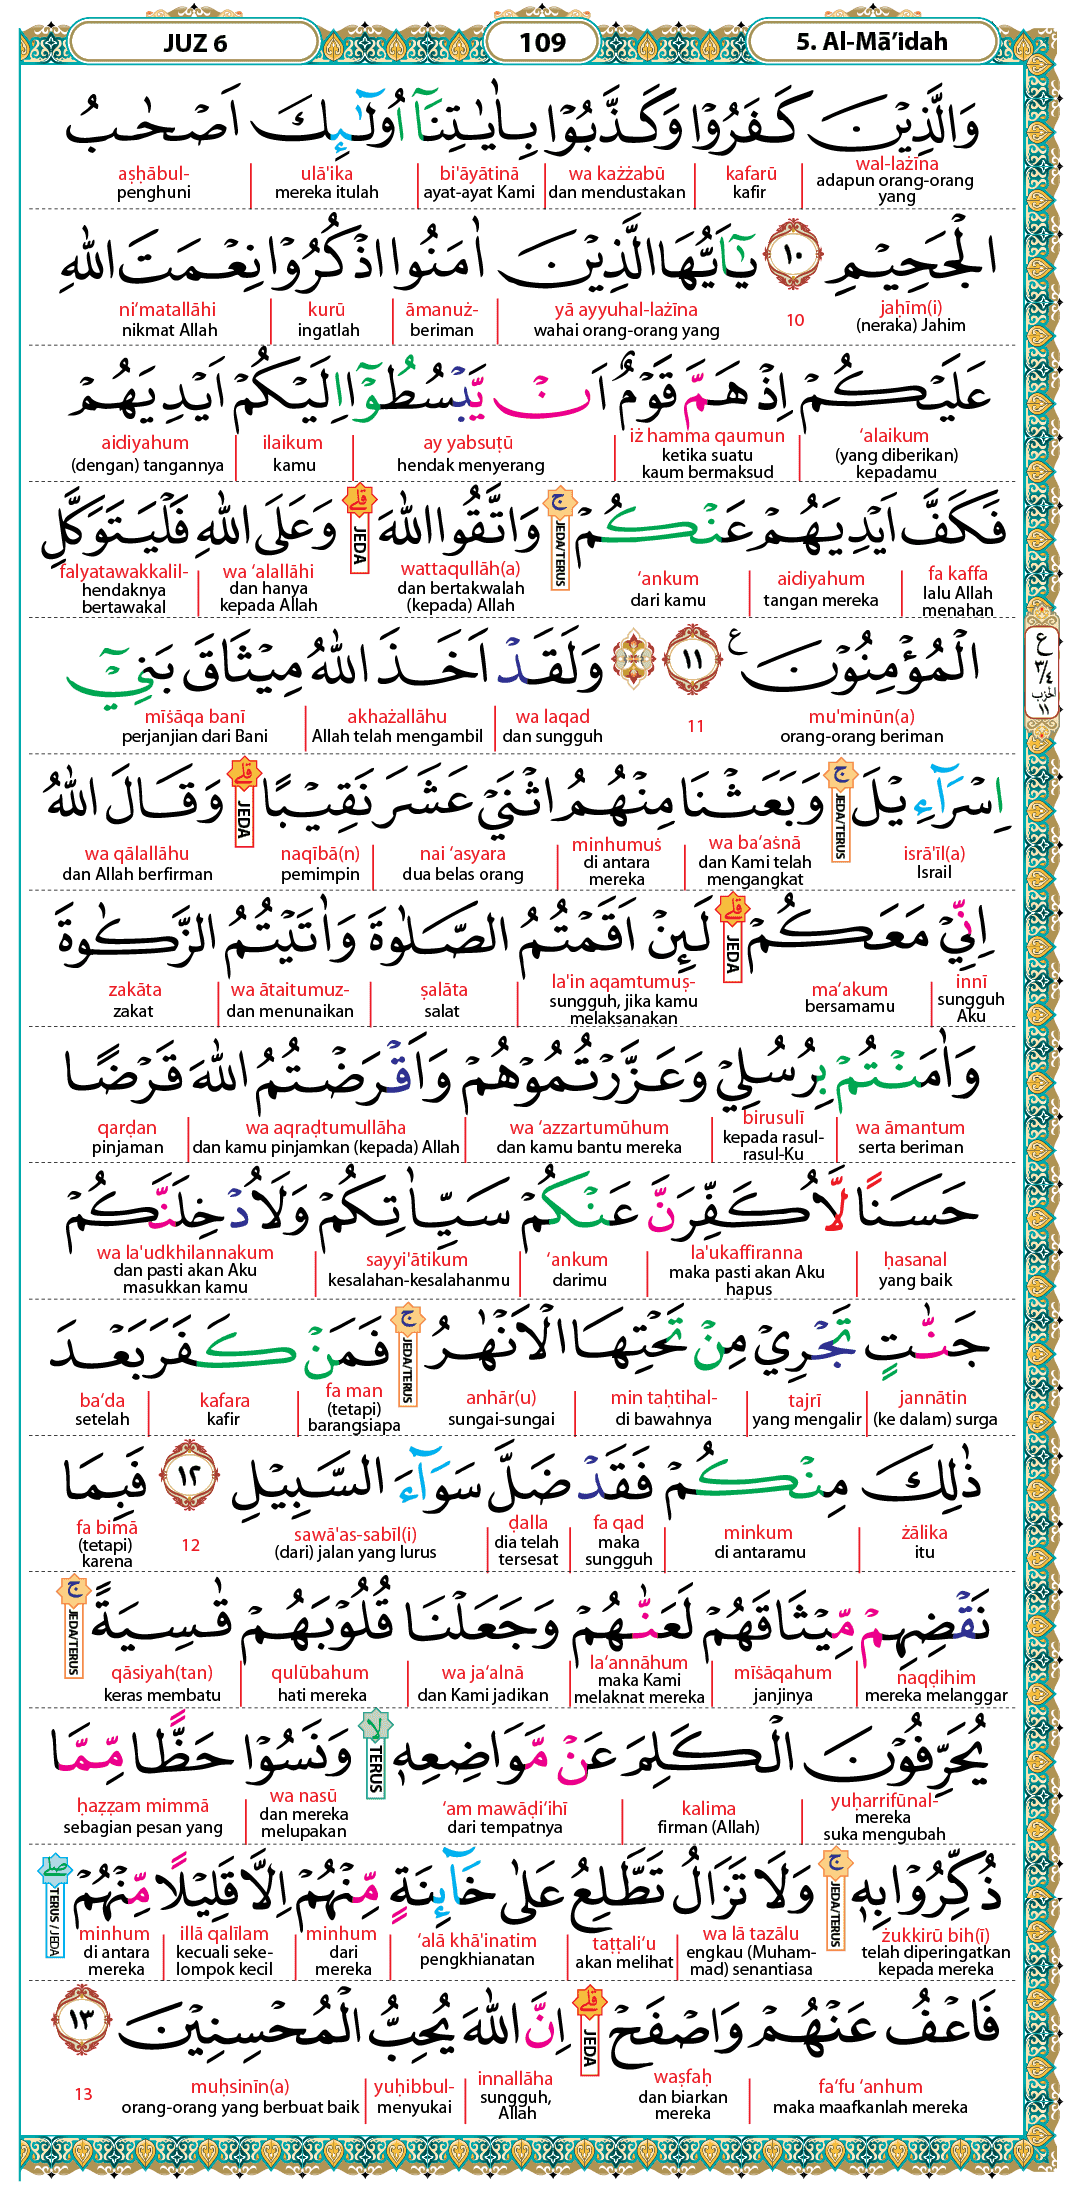 JUZ 6 109 5. Al-Mā’idah
وَالَّذِيْنَ كَفَرُوْا وَكَذَّبُوْا بِاٰيٰتِنَآ اُولٰۤىِٕكَ اَصْحٰبُ
wal-lażīna kafarū wa każżabū bi'āyātinā ulā'ika aṣḥābul-
adapun orang-orang yang kafir dan mendustakan ayat-ayat Kami mereka itulah penghuni
الْجَحِيْمِ ۝١٠ يٰٓاَيُّهَا الَّذِيْنَ اٰمَنُوا اذْكُرُوْا نِعْمَتَ اللّٰهِ
jaḥīm(i) 10 yā ayyuhal-lażīna āmanuż- kurū ni‘matallāhi
(neraka) Jahim wahai orang-orang yang beriman ingatlah nikmat Allah
عَلَيْكُمْ اِذْ هَمَّ قَوْمٌ اَنْ يَّبْسُطُوْٓا اِلَيْكُمْ اَيْدِيَهُمْ
‘alaikum iż hamma qaumun ay yabsuṭū ilaikum aidiyahum
(yang diberikan) kepadamu ketika suatu kaum bermaksud hendak menyerang kamu (dengan) tangannya
فَكَفَّ اَيْدِيَهُمْ عَنْكُمْۚ وَاتَّقُوا اللّٰهَ ۗوَعَلَى اللّٰهِ فَلْيَتَوَكَّلِ
JEDA/TERUS JEDA
fa kaffa aidiyahum ‘ankum wattaqullāh(a) wa ‘alallāhi falyatawakkalil-
lalu Allah menahan tangan mereka dari kamu dan bertakwalah (kepada) Allah dan hanya kepada Allah hendaknya bertawakal
الْمُؤْمِنُوْنَ ࣖ ۝١١ ۞ وَلَقَدْ اَخَذَ اللّٰهُ مِيْثَاقَ بَنِيْٓ
ع ٣/٤ الحزب ١١
mu'minūn(a) 11 wa laqad akhażallāhu mīṡāqa banī
orang-orang beriman dan sungguh Allah telah mengambil perjanjian dari Bani
اِسْرَاۤءِيْلَۚ وَبَعَثْنَا مِنْهُمُ اثْنَيْ عَشَرَ نَقِيْبًاۗ وَقَالَ اللّٰهُ
JEDA/TERUS JEDA
isrā'īl(a) wa ba‘aṡnā minhumuṡ nai ‘asyara naqībā(n) wa qālallāhu
Israil dan Kami telah mengangkat di antara mereka dua belas orang pemimpin dan Allah berfirman
اِنِّيْ مَعَكُمْ ۗ لَىِٕنْ اَقَمْتُمُ الصَّلٰوةَ وَاٰتَيْتُمُ الزَّكٰوةَ
JEDA
innī ma‘akum la'in aqamtumuṣ- ṣalāta wa ātaitumuz- zakāta
sungguh Aku bersamamu sungguh, jika kamu melaksanakan salat dan menunaikan zakat
وَاٰمَنْتُمْ بِرُسُلِيْ وَعَزَّرْتُمُوْهُمْ وَاَقْرَضْتُمُ اللّٰهَ قَرْضًا
wa āmantum birusulī wa ‘azzartumūhum wa aqraḍtumullāha qarḍan
serta beriman kepada rasul-rasul-Ku dan kamu bantu mereka dan kamu pinjamkan (kepada) Allah pinjaman
حَسَنًا لَّاُكَفِّرَنَّ عَنْكُمْ سَيِّاٰتِكُمْ وَلَاُدْخِلَنَّكُمْ
ḥasanal la'ukaffiranna ‘ankum sayyi'ātikum wa la'udkhilannakum
yang baik maka pasti akan Aku hapus darimu kesalahan-kesalahanmu dan pasti akan Aku masukkan kamu
جَنّٰتٍ تَجْرِيْ مِنْ تَحْتِهَا الْاَنْهٰرُۚ فَمَنْ كَفَرَ بَعْدَ
JEDA/TERUS
jannātin tajrī min taḥtihal- anhār(u) fa man kafara ba‘da
(ke dalam) surga yang mengalir di bawahnya sungai-sungai (tetapi) barangsiapa kafir setelah
ذٰلِكَ مِنْكُمْ فَقَدْ ضَلَّ سَوَاۤءَ السَّبِيْلِ ۝١٢ فَبِمَا
żālika minkum fa qad ḍalla sawā'as-sabīl(i) 12 fa bimā
itu di antaramu maka sungguh dia telah tersesat (dari) jalan yang lurus (tetapi) karena
نَقْضِهِمْ مِّيْثَاقَهُمْ لَعَنّٰهُمْ وَجَعَلْنَا قُلُوْبَهُمْ قٰسِيَةً ۚ
JEDA/TERUS
naqḍihim mīṡāqahum la‘annāhum wa ja‘alnā qulūbahum qāsiyah(tan)
mereka melanggar janjinya maka Kami melaknat mereka dan Kami jadikan hati mereka keras membatu
يُحَرِّفُوْنَ الْكَلِمَ عَنْ مَّوَاضِعِهٖۙ وَنَسُوْا حَظًّا مِّمَّا
TERUS
yuḥarrifūnal- kalima ‘am mawāḍi‘ihī wa nasū ḥaẓẓam mimmā
mereka suka mengubah firman (Allah) dari tempatnya dan mereka melupakan sebagian pesan yang
ذُكِّرُوْا بِهٖۚ وَلَا تَزَالُ تَطَّلِعُ عَلٰى خَاۤىِٕنَةٍ مِّنْهُمْ اِلَّا قَلِيْلًا مِّنْهُمْۖ
JEDA/TERUS TERUS / JEDA
żukkirū bih(ī) wa lā tazālu taṭṭali‘u ‘alā khā'inatim minhum illā qalīlam minhum
telah diperingatkan kepada mereka engkau (Muhammad) senantiasa akan melihat pengkhianatan dari mereka kecuali sekelompok kecil di antara mereka
فَاعْفُ عَنْهُمْ وَاصْفَحْ ۗاِنَّ اللّٰهَ يُحِبُّ الْمُحْسِنِيْنَ ۝١٣
JEDA
fa‘fu ‘anhum waṣfaḥ innallāha yuḥibbul- muḥsinīn(a) 13
maka maafkanlah mereka dan biarkan mereka sungguh, Allah menyukai orang-orang yang berbuat baik